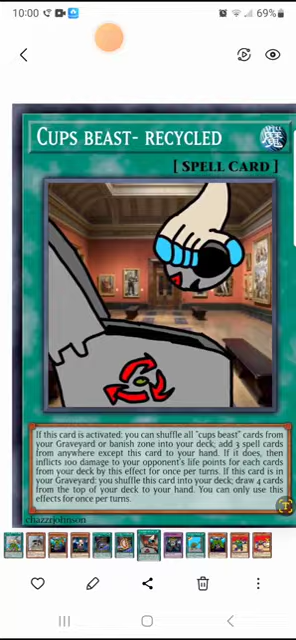 10:00
69%
Cups beast- recycled
[ Spell Card ]
If this card is activated: you can shuffle all "cups beast" cards from
your Graveyard or banish zone into your deck; add 3 spell cards
from anywhere except this card to your hand. If it does, then
inflicts 100 damage to your opponent's life points for each cards
from your deck by this effect for once per turns. If this card is in
your Graveyard: you shuffle this card into your deck; draw 4 cards
from the top of your deck to your hand. You can only use this
effects for once per turns.
chazzrjohnson